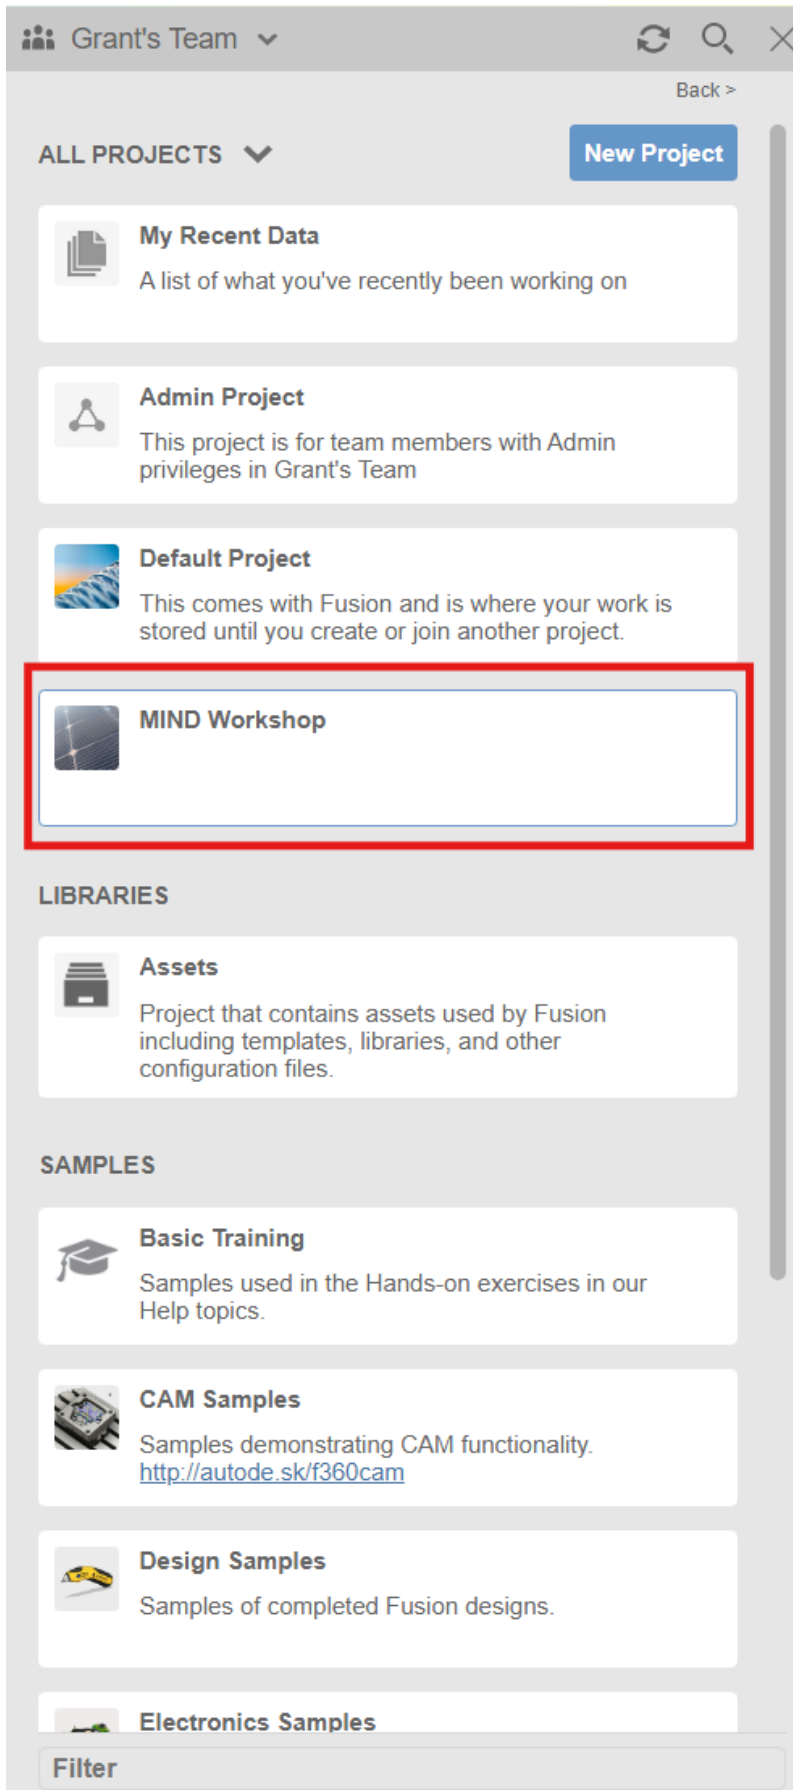 Grant's Team
Back >
ALL PROJECTS
New Project
My Recent Data
A list of what you've recently been working on
Admin Project
This project is for team members with Admin
privileges in Grant's Team
Default Project
This comes with Fusion and is where your work is
stored until you create or join another project.
MIND Workshop
LIBRARIES
Assets
Project that contains assets used by Fusion
including templates, libraries, and other
configuration files.
SAMPLES
Basic Training
Samples used in the Hands-on exercises in our
Help topics.
CAM Samples
Samples demonstrating CAM functionality.
http://autode.sk/f360cam
Design Samples
Samples of completed Fusion designs.
Electronics Samples
Filter